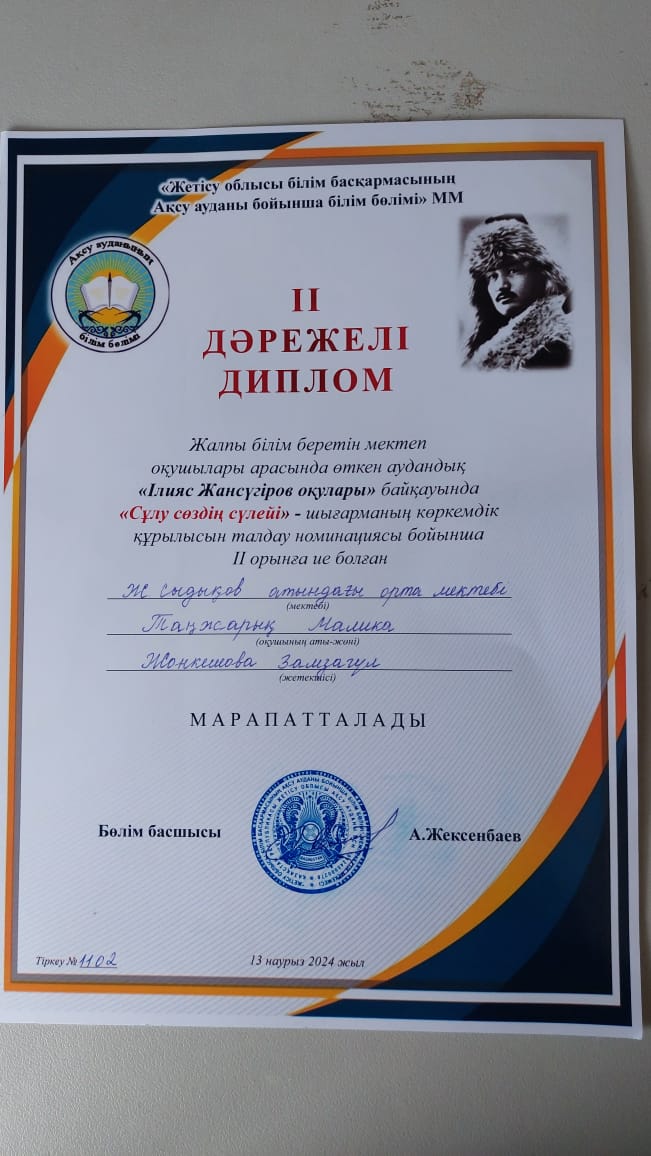 «Жетісу облысы білім басқармасының
Ақсу ауданы бойынша білім бөлімі» ММ
Ақсу ауданының
білім бөлімі
II
ДӘРЕЖЕЛІ
ДИПЛОМ
Жалпы білім беретін мектеп
оқушылары арасында өткен аудандық
«Ілияс Жансүгіров оқулары» байқауында
«Сұлу сөздің сүлейі» - шығарманың көркемдік
құрылысын талдау номинациясы бойынша
II орынға ие болған
Ж Сыдықов атындағы орта мектебі
(мектебі)
Таңжарық Малика
(оқушының аты-жөні)
Жоңкешова Замзагүл
(жетекшісі)
МАРАПАТТАЛАДЫ
Бөлім басшысы
А.Жексенбаев
Тіркеу № 1102
13 наурыз 2024 жыл